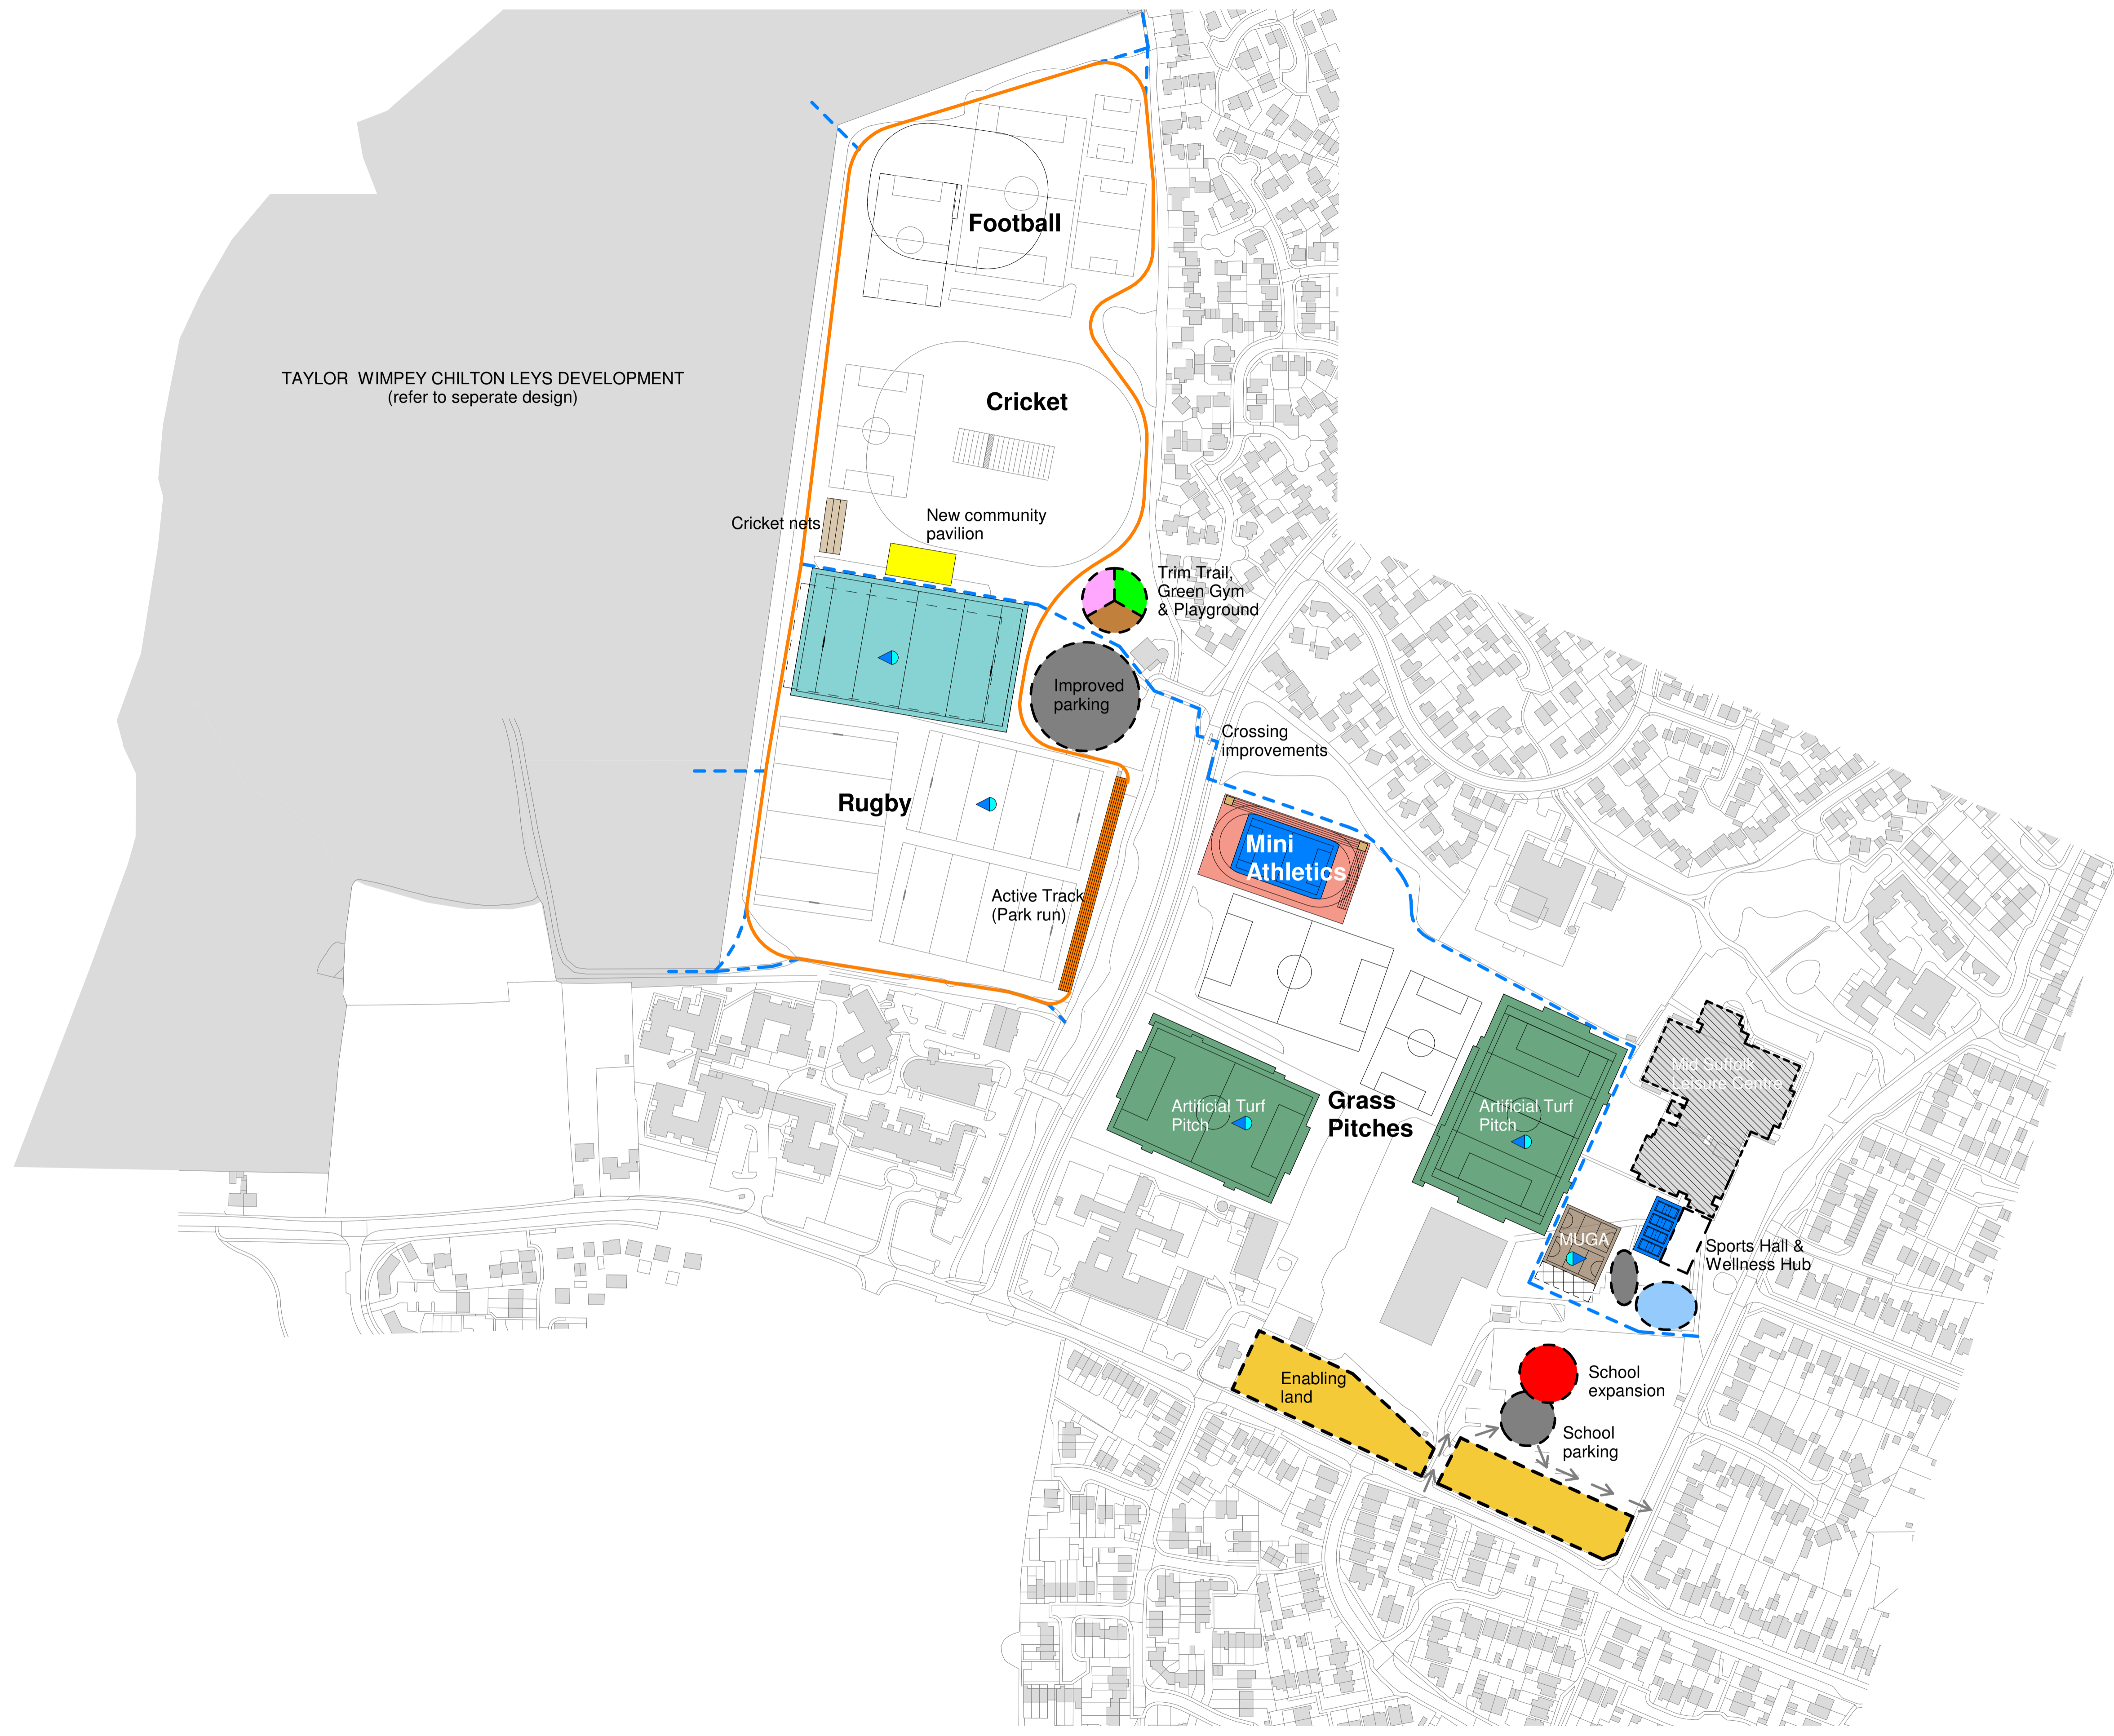 Football
TAYLOR WIMPEY CHILTON LEYS DEVELOPMENT
(refer to seperate design)
Cricket
Cricket nets
New community
pavilion
Trim Trail,
Green Gym
& Playground
Improved
parking
Crossing
improvements
Rugby
Mini
Athletics
Active Track
(Park run)
Mid Suffolk
Leisure Centre
Artificial Turf
Pitch
Grass
Pitches
Artificial Turf
Pitch
MUGA
Sports Hall &
Wellness Hub
Enabling
land
School
expansion
School
parking